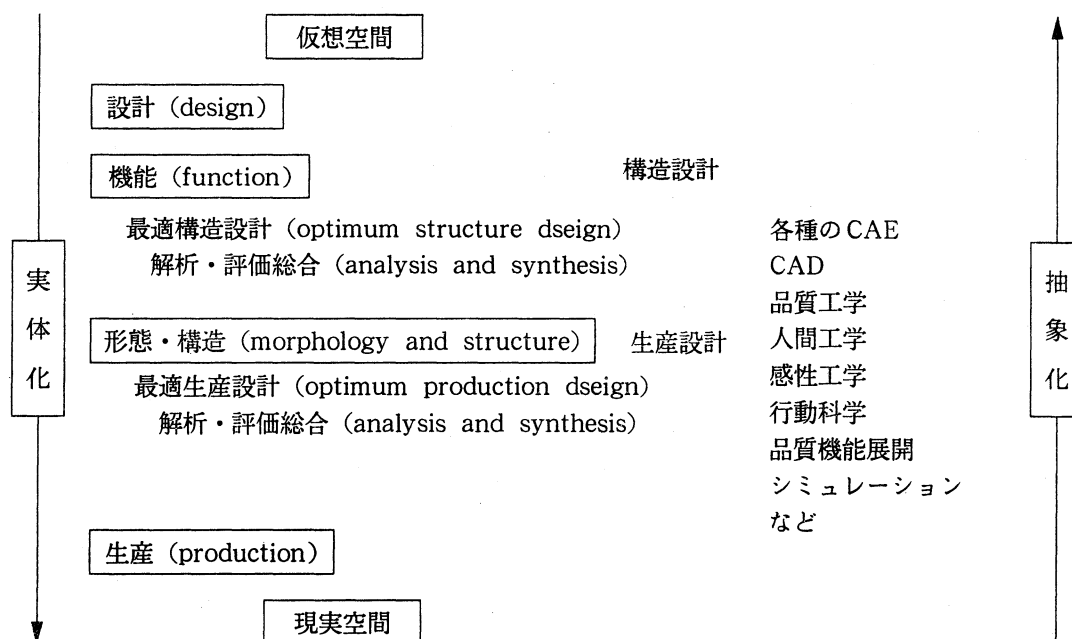 仮想空間
設計（design）
機能（function）
構造設計
最適構造設計（optimum structure dseign）
解析・評価総合（analysis and synthesis）
形態・構造（morphology and structure）
生産設計
最適生産設計（optimum production dseign）
解析・評価総合（analysis and synthesis）
各種のCAE
CAD
品質工学
人間工学
感性工学
行動科学
品質機能展開
シミュレーション
など
生産（production）
現実空間
実体化
抽象化